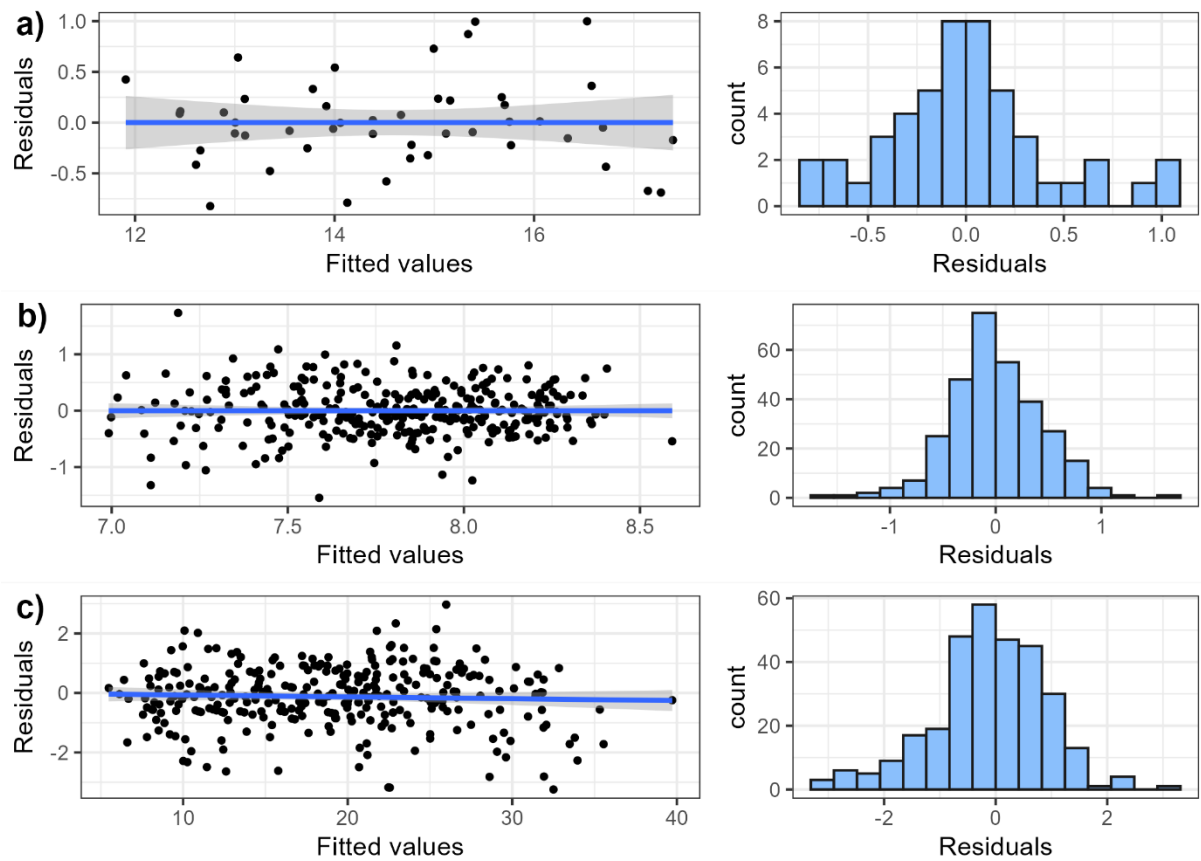 a)
Residuals
1.0
0.5
0.0
-0.5
12
14
16
Fitted values
count
8
6
4
2
0
-0.5
0.0
0.5
1.0
Residuals
b)
Residuals
1
0
-1
7.0
7.5
8.0
8.5
Fitted values
count
60
40
20
0
-1
0
1
Residuals
c)
Residuals
2
0
-2
10
20
30
40
Fitted values
count
60
40
20
0
-2
0
2
Residuals